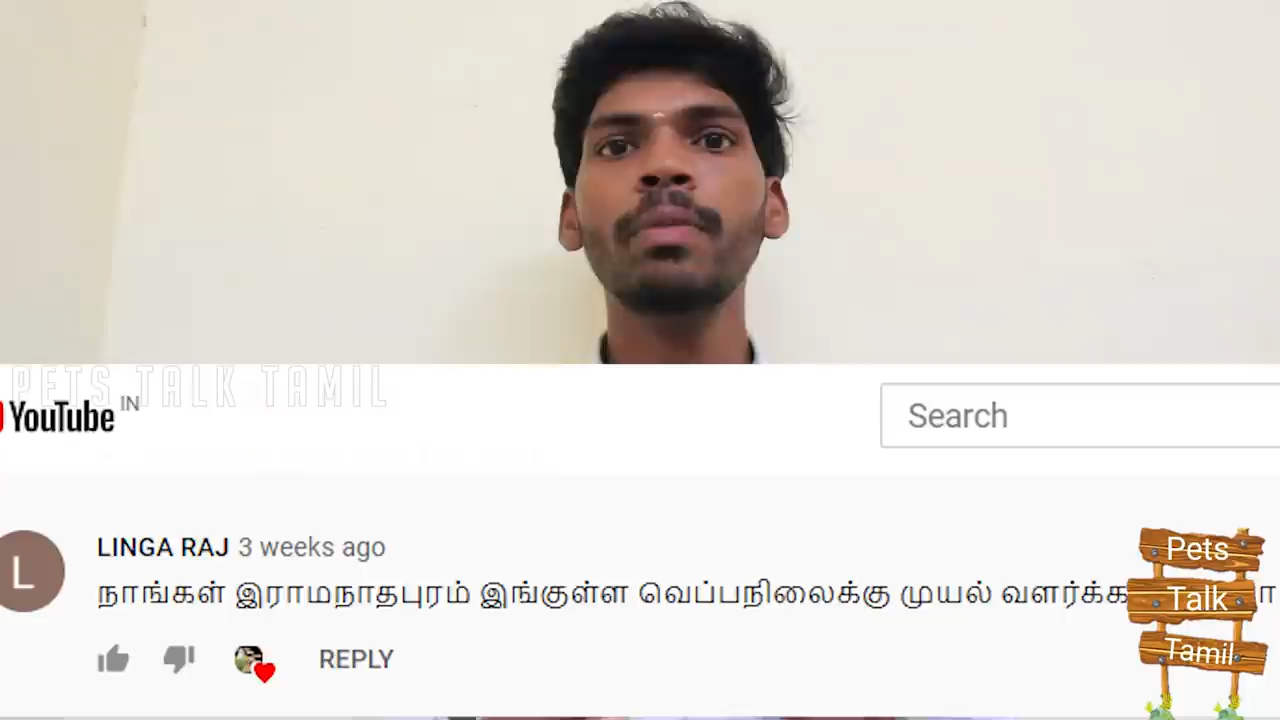 PETS TALK TAMIL
YouTube IN
Search
LINGA RAJ 3 weeks ago
நாங்கள் இராமநாதபுரம் இங்குள்ள வெப்பநிலைக்கு முயல்
L
REPLY
Pets
Talk
Tamil